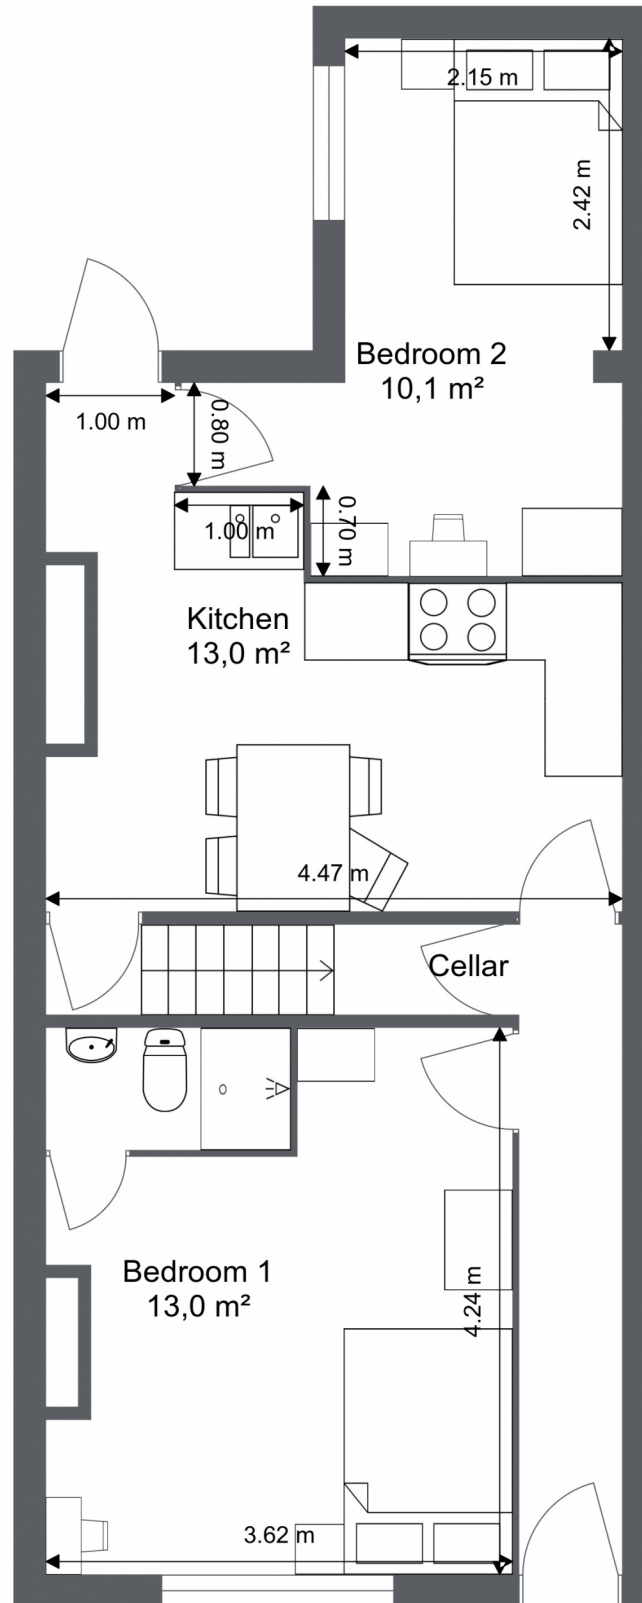 2.15 m
2.42 m
Bedroom 2
10,1 m²
1.00 m
0.80 m
1.00 m
0.70 m
Kitchen
13,0 m²
4.47 m
Cellar
Bedroom 1
13,0 m²
4.24 m
3.62 m